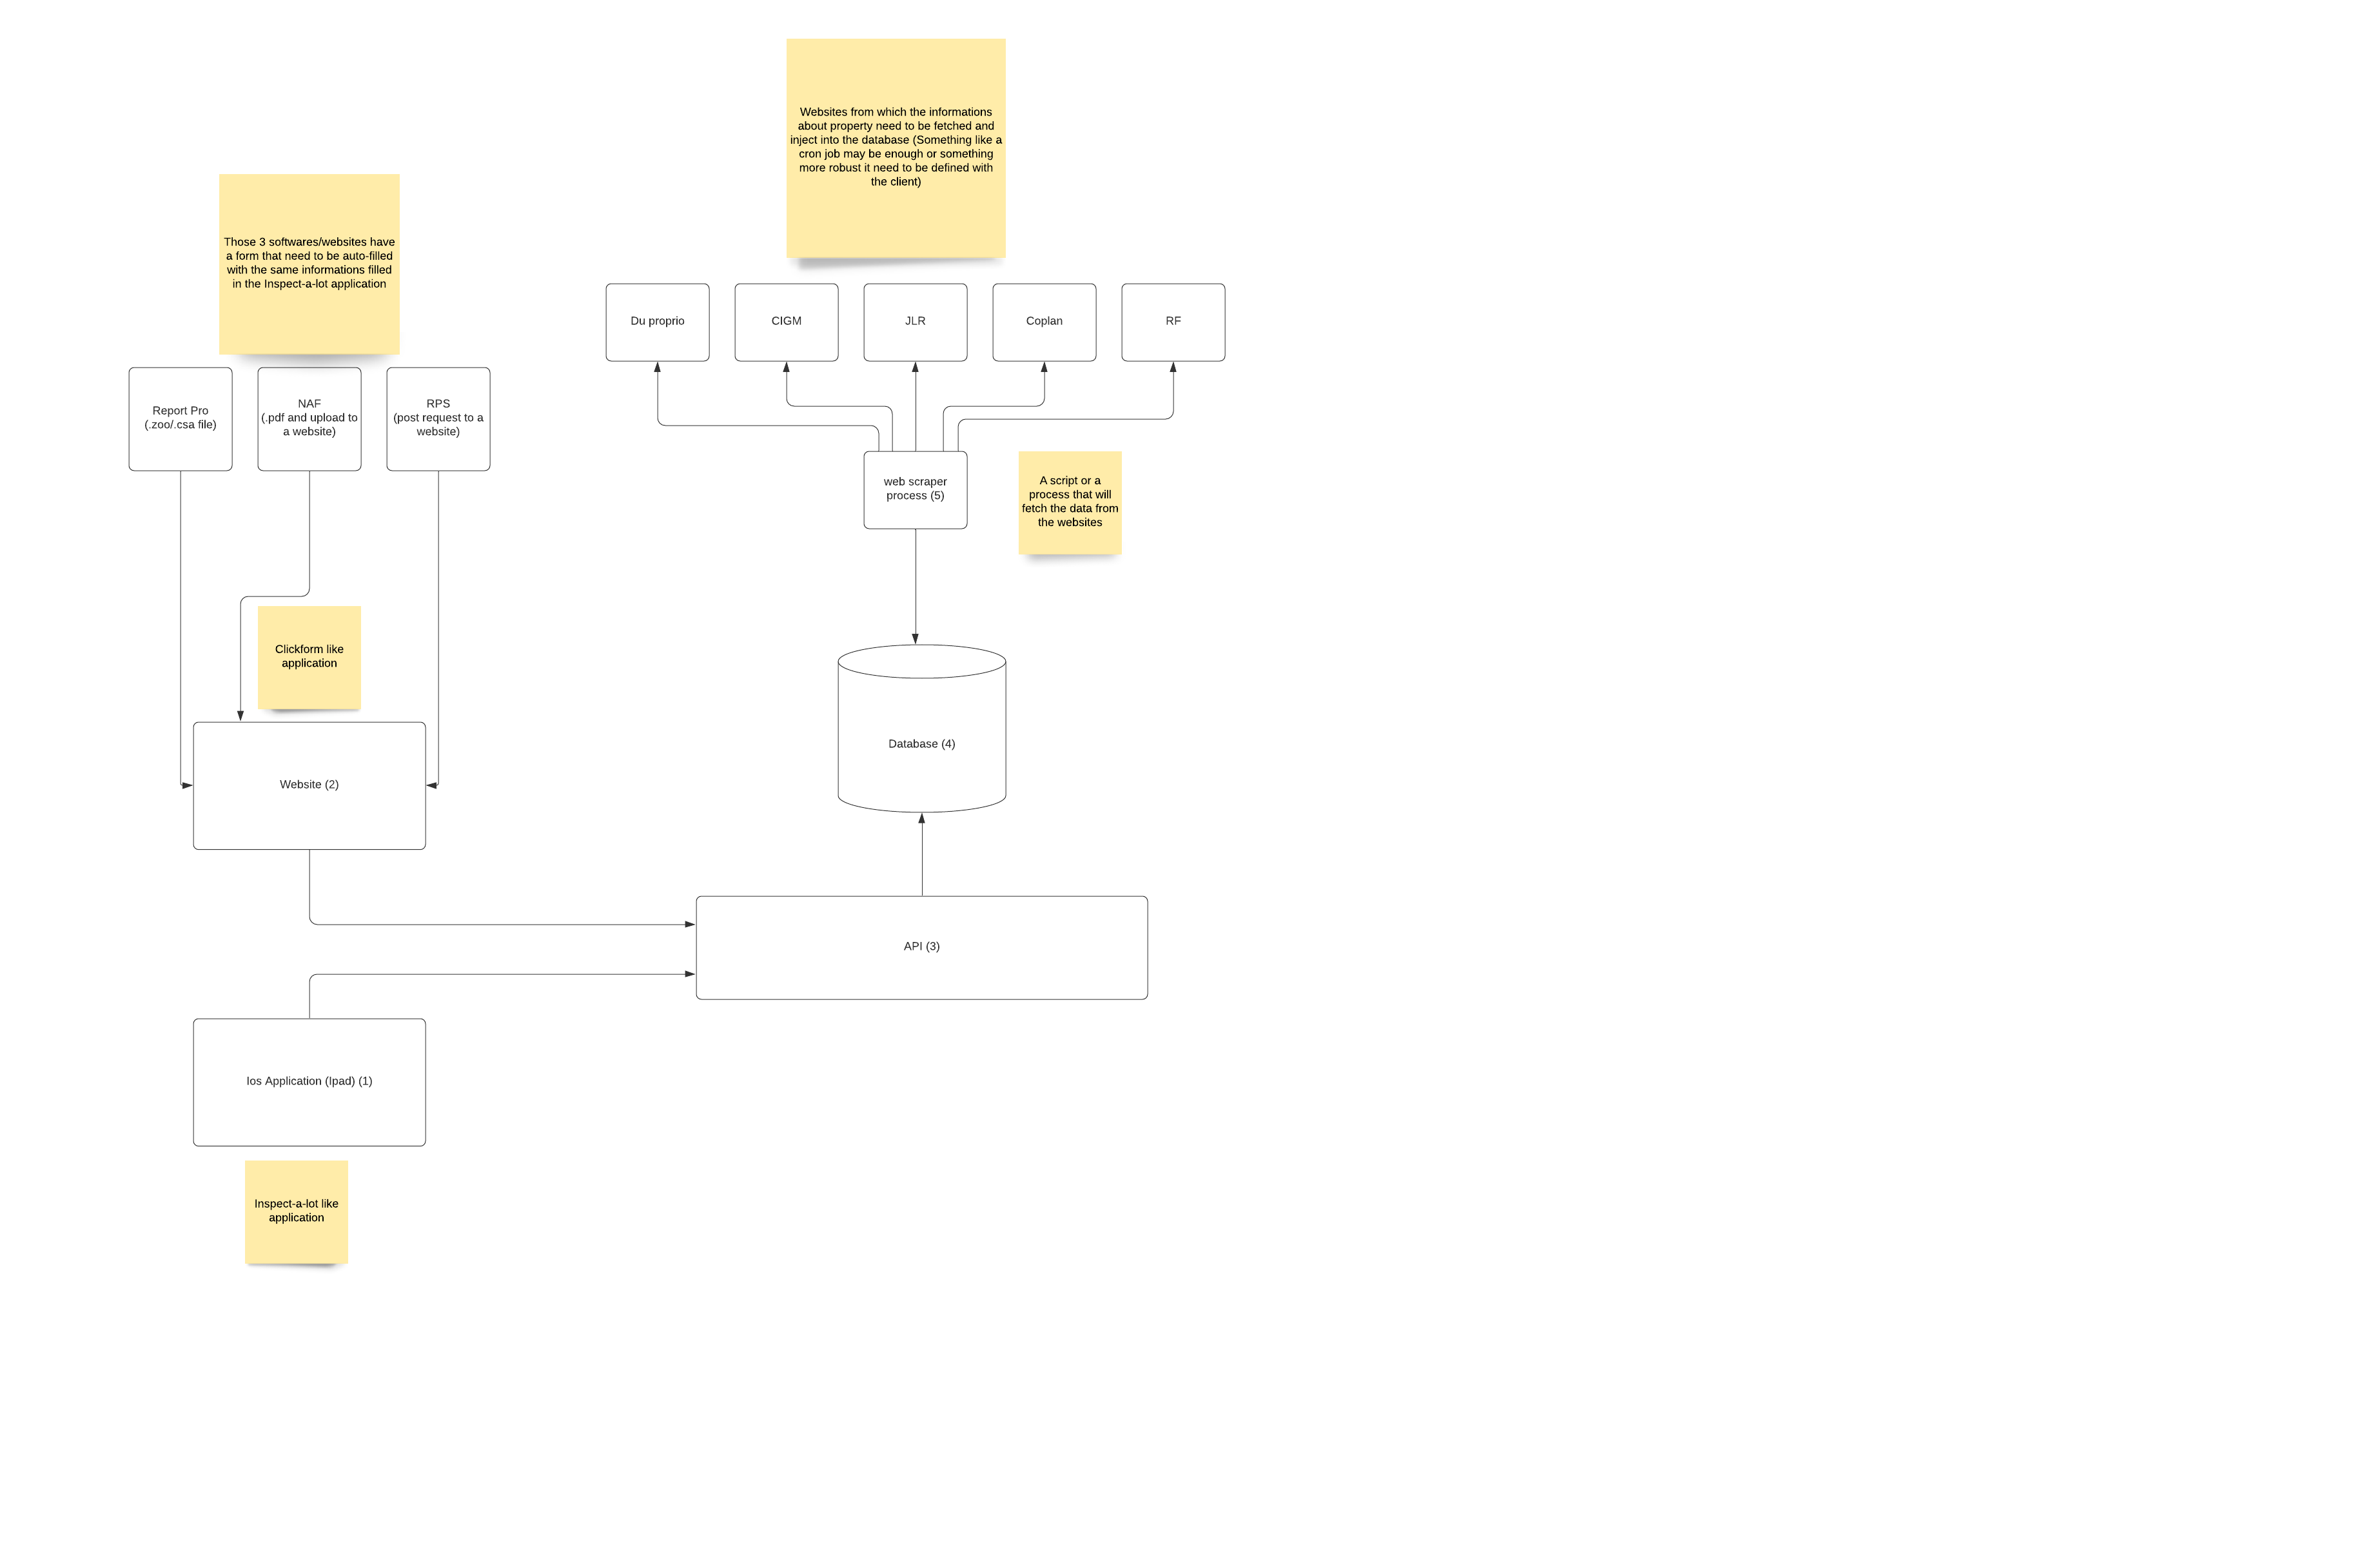 Websites from which the informations
about property need to be fetched and
inject into the database (Something like a
cron job may be enough or something
more robust it need to be defined with
the client)
Those 3 softwares/websites have
a form that need to be auto-filled
with the same informations filled
in the Inspect-a-lot application
Du proprio
CIGM
JLR
Coplan
RF
Report Pro
(.zoo/.csa file)
NAF
(.pdf and upload to
a website)
RPS
(post request to a
website)
web scraper
process (5)
A script or a
process that will
fetch the data from
the websites
Clickform like
application
Database (4)
Website (2)
API (3)
Ios Application (Ipad) (1)
Inspect-a-lot like
application